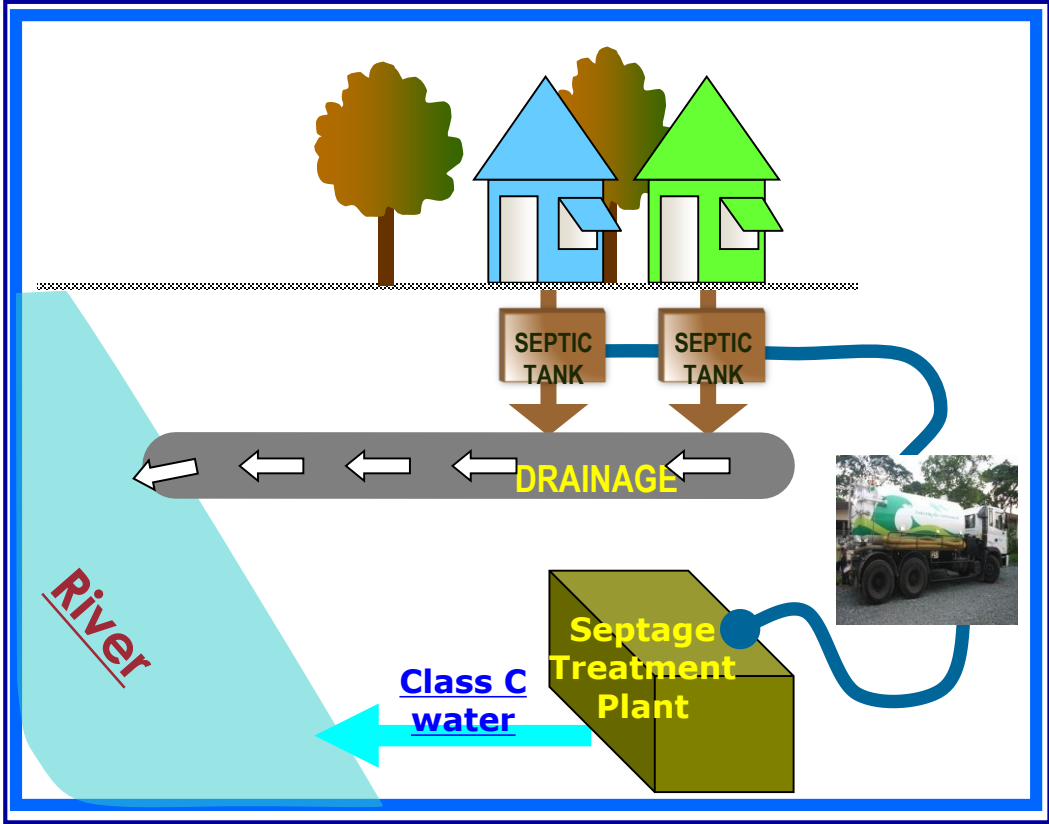 SEPTIC
TANK
SEPTIC
TANK
DRAINAGE
River
Septage
Treatment
Plant
Class C
water